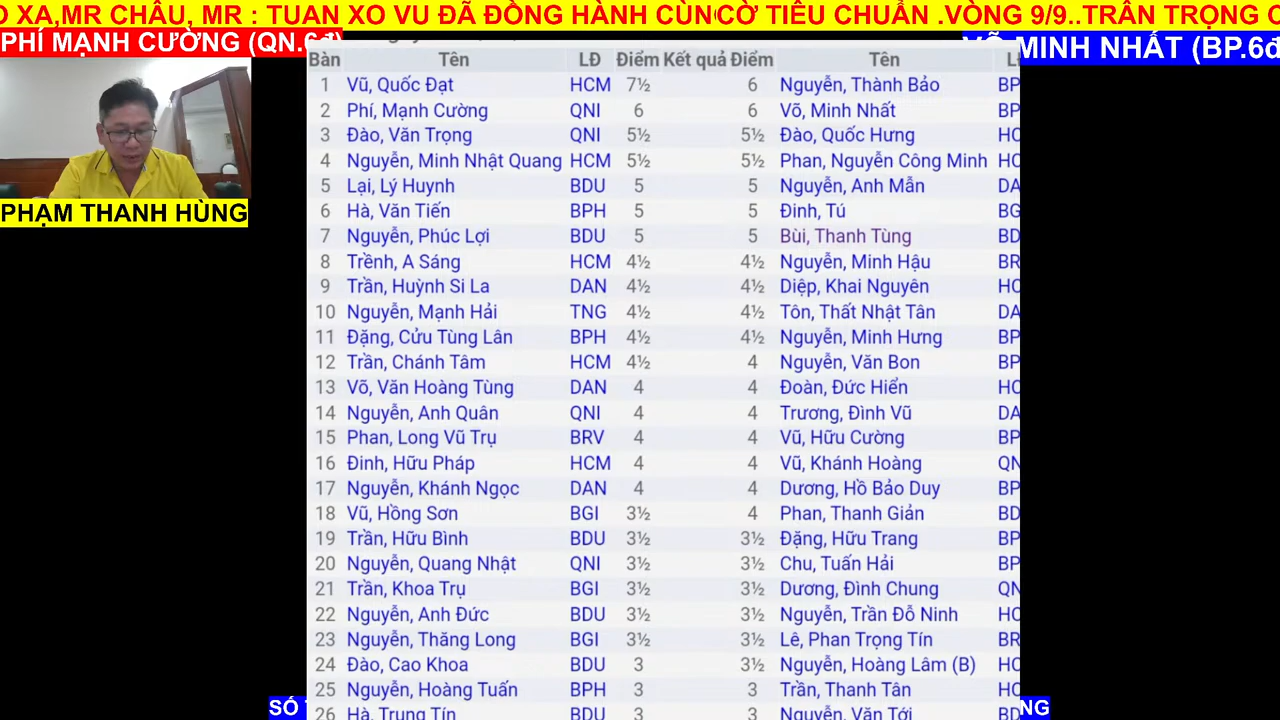 XA,MR CHÂU, MR : TUAN XO VU ĐÃ ĐỒNG HÀNH CÙNG
CỜ TIÊU CHUẨN .VÒNG 9/9..TRÂN TRỌNG
PHÍ MẠNH CƯỜNG (QN.6đ)
VÕ MINH NHẤT (BP.6đ
PHẠM THANH HÙNG
Bàn Tên LĐ Điểm Kết quả Điểm Tên LĐ
1 Vũ, Quốc Đạt HCM 7½ 6 Nguyễn, Thành Bảo BP
2 Phí, Mạnh Cường QNI 6 6 Võ, Minh Nhất BP
3 Đào, Văn Trọng QNI 5½ 5½ Đào, Quốc Hưng HC
4 Nguyễn, Minh Nhật Quang HCM 5½ 5½ Phan, Nguyễn Công Minh HC
5 Lại, Lý Huynh BDU 5 5 Nguyễn, Anh Mẫn DA
6 Hà, Văn Tiến BPH 5 5 Đinh, Tú BG
7 Nguyễn, Phúc Lợi BDU 5 5 Bùi, Thanh Tùng BD
8 Trềnh, A Sáng HCM 4½ 4½ Nguyễn, Minh Hậu BR
9 Trần, Huỳnh Si La DAN 4½ 4½ Diệp, Khai Nguyên HC
10 Nguyễn, Mạnh Hải TNG 4½ 4½ Tôn, Thất Nhật Tân DA
11 Đặng, Cửu Tùng Lân BPH 4½ 4½ Nguyễn, Minh Hưng BP
12 Trần, Chánh Tâm HCM 4½ 4 Nguyễn, Văn Bon BP
13 Võ, Văn Hoàng Tùng DAN 4 4 Đoàn, Đức Hiển HC
14 Nguyễn, Anh Quân QNI 4 4 Trương, Đình Vũ DA
15 Phan, Long Vũ Trụ BRV 4 4 Vũ, Hữu Cường BP
16 Đinh, Hữu Pháp HCM 4 4 Vũ, Khánh Hoàng QN
17 Nguyễn, Khánh Ngọc DAN 4 4 Dương, Hồ Bảo Duy BP
18 Vũ, Hồng Sơn BGI 3½ 4 Phan, Thanh Giản BD
19 Trần, Hữu Bình BDU 3½ 3½ Đặng, Hữu Trang BP
20 Nguyễn, Quang Nhật QNI 3½ 3½ Chu, Tuấn Hải BP
21 Trần, Khoa Trụ BGI 3½ 3½ Dương, Đình Chung QN
22 Nguyễn, Anh Đức BDU 3½ 3½ Nguyễn, Trần Đỗ Ninh HC
23 Nguyễn, Thăng Long BGI 3½ 3½ Lê, Phan Trọng Tín BR
24 Đào, Cao Khoa BDU 3 3½ Nguyễn, Hoàng Lâm (B) HC
25 Nguyễn, Hoàng Tuấn BPH 3 3 Trần, Thanh Tân HC
26 Hà, Trung Tín BDU 3 3 Nguyễn, Văn Tới BD
SỐ
NG